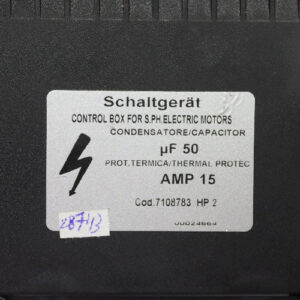 Schaltgerät
CONTROL BOX FOR S.PH.ELECTRIC MOTORS
CONDENSATORE/CAPACITOR
µF 50
PROT.TERMICA/THERMAL PROTEC
AMP 15
Cod.7108783 HP 2
00024664